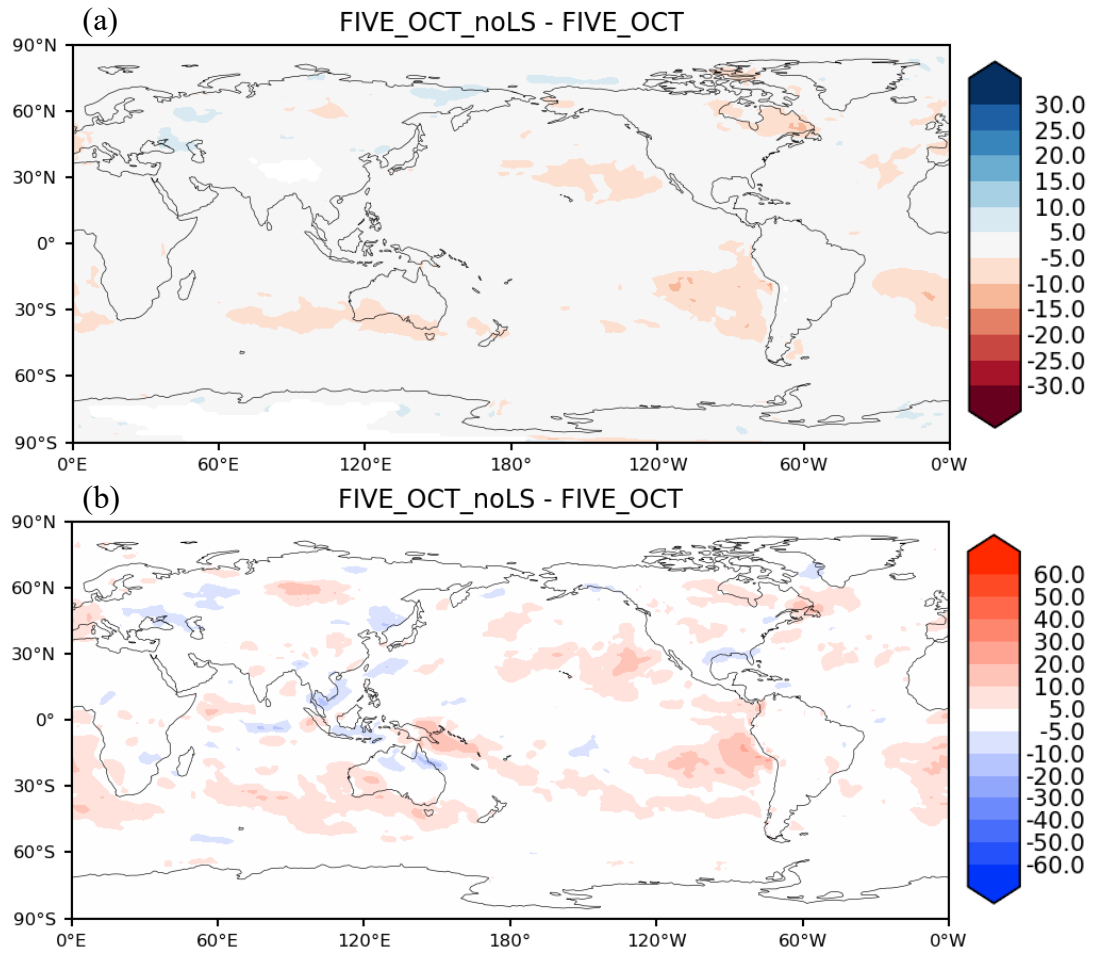 (a)
FIVE_OCT_noLS - FIVE_OCT
90°N
60°N
30°N
0°
30°S
60°S
90°S
0°E
60°E
120°E
180°
120°W
60°W
0°W
30.0
25.0
20.0
15.0
10.0
5.0
-5.0
-10.0
-15.0
-20.0
-25.0
-30.0
(b)
FIVE_OCT_noLS - FIVE_OCT
90°N
60°N
30°N
0°
30°S
60°S
90°S
0°E
60°E
120°E
180°
120°W
60°W
0°W
60.0
50.0
40.0
30.0
20.0
10.0
5.0
-5.0
-10.0
-20.0
-30.0
-40.0
-50.0
-60.0